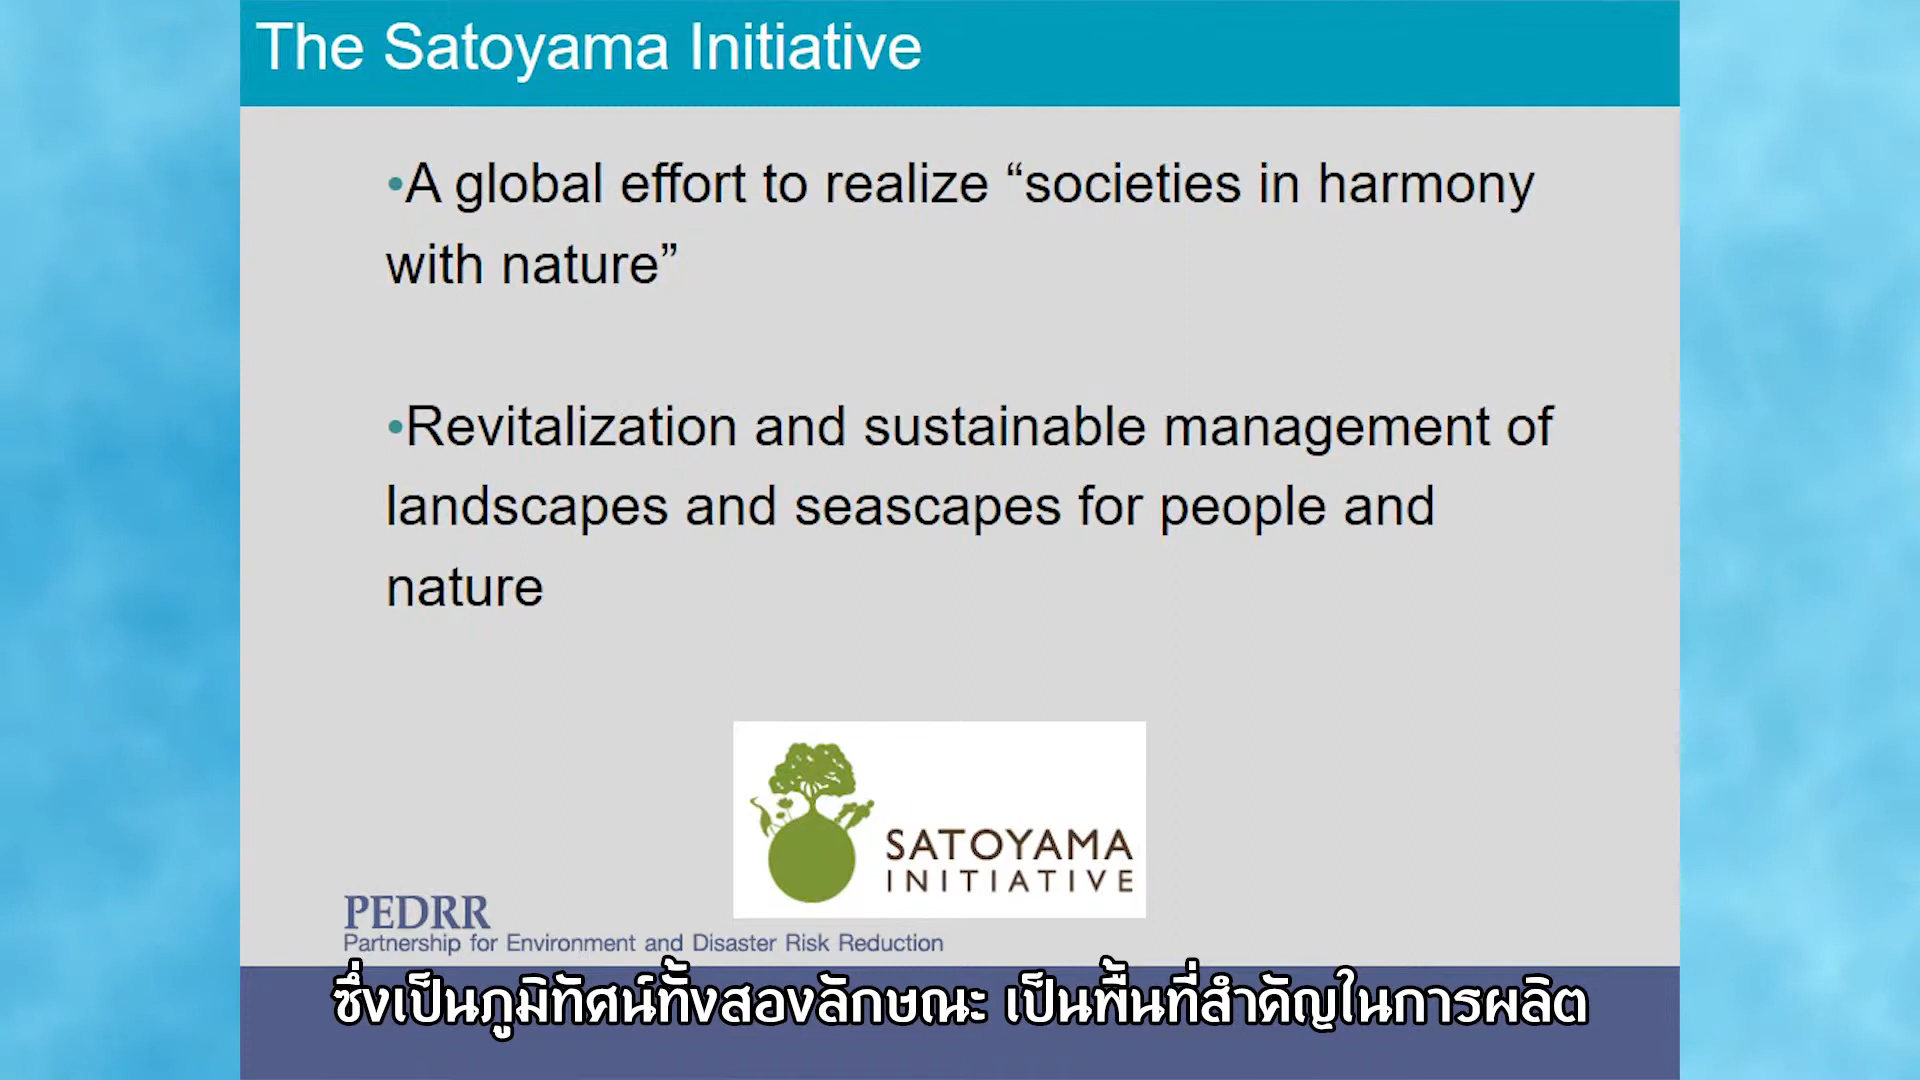 The Satoyama Initiative
•A global effort to realize “societies in harmony
with nature”
•Revitalization and sustainable management of
landscapes and seascapes for people and
nature
SATOYAMA
INITIATIVE
PEDRR
Partnership for Environment and Disaster Risk Reduction
ซึ่งเป็นภูมิทัศน์ทั้งสองลักษณะ เป็นพื้นที่สำคัญในการผลิต